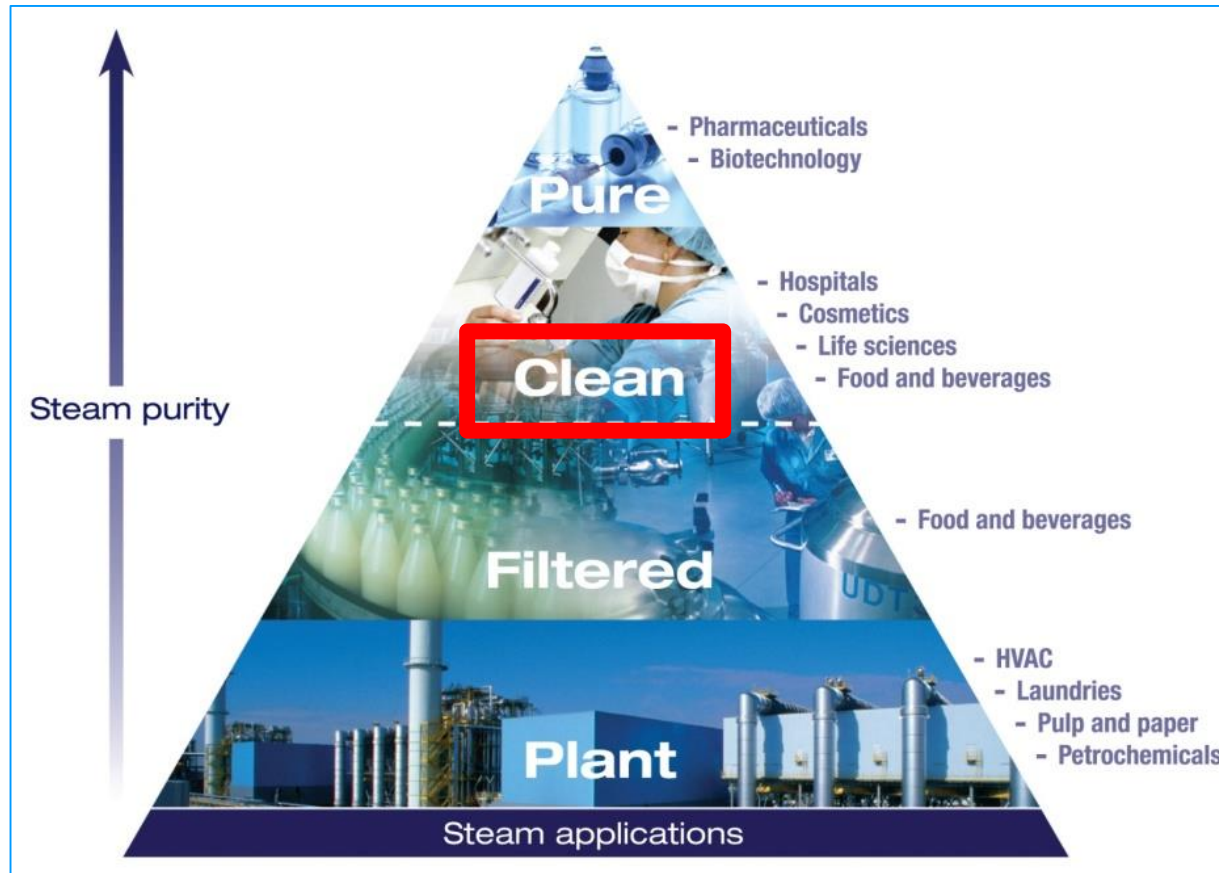 - Pharmaceuticals
- Biotechnology
Pure
- Hospitals
- Cosmetics
- Life sciences
- Food and beverages
Clean
Steam purity
- Food and beverages
Filtered
UDT
- HVAC
- Laundries
- Pulp and paper
- Petrochemicals
Plant
Steam applications